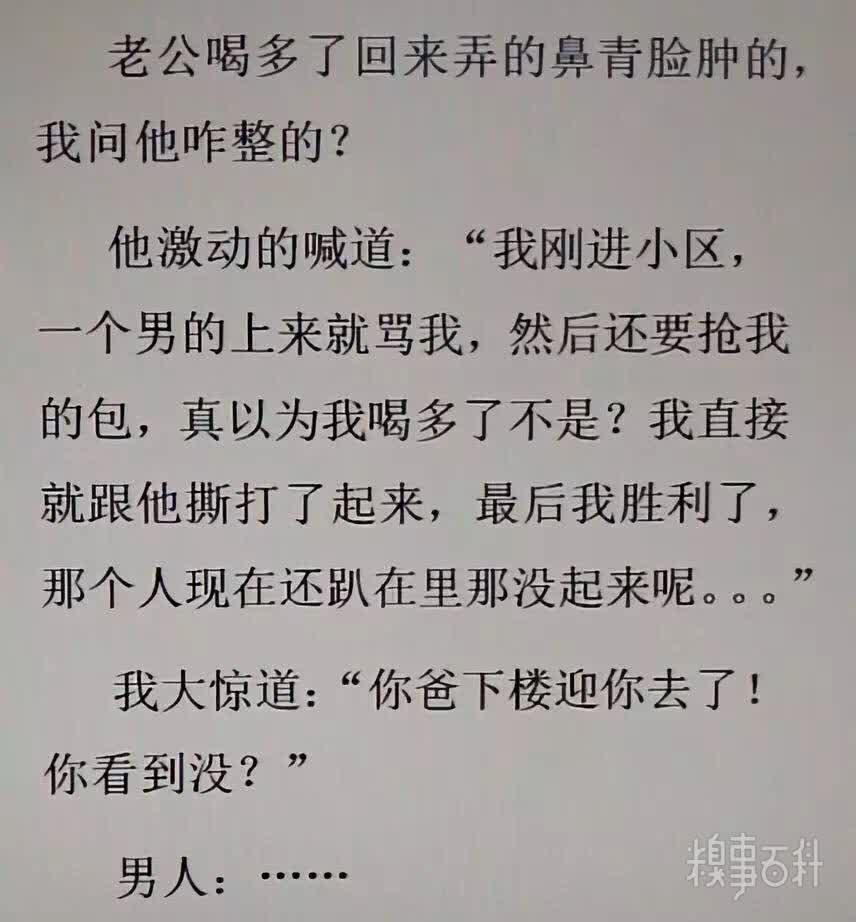 老公喝多了回来弄的鼻青脸肿的，
我问他咋整的？
他激动的喊道：“我刚进小区，
一个男的上来就骂我，然后还要抢我
的包，真以为我喝多了不是？我直接
就跟他撕打了起来，最后我胜利了，
那个人现在还趴在里那没起来呢。。。”
我大惊道：“你爸下楼迎你去了！
你看到没？”
男人：……
糗事百科